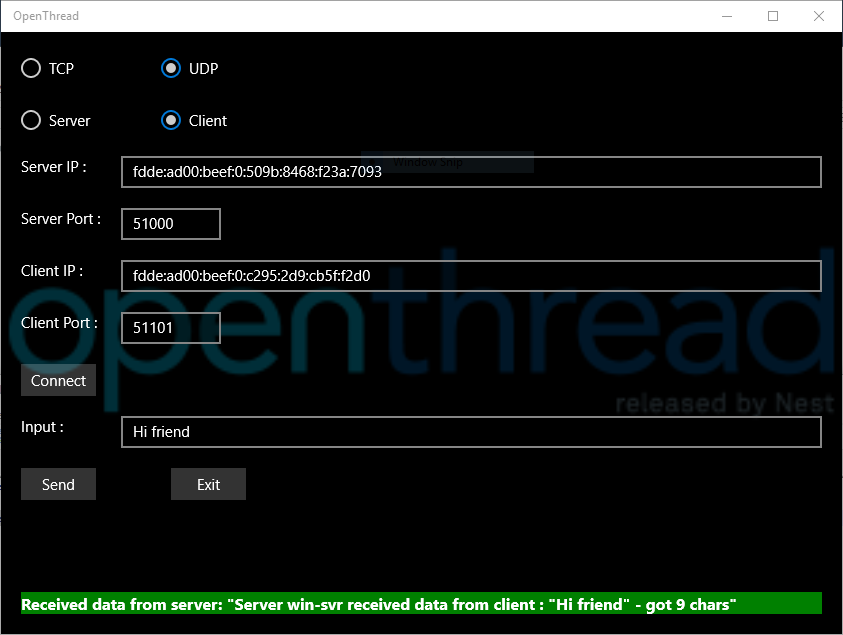 OpenThread
TCP UDP
Server Client
Window Snip
Server IP : fdde:ad00:beef:0:509b:8468:f23a:7093
Server Port : 51000
Client IP : fdde:ad00:beef:0:c295:2d9:cb5f:f2d0
openthread
Client Port : 51101
Connect
released by Nest
Input : Hi friend
Send Exit
Received data from server: "Server win-svr received data from client : "Hi friend" - got 9 chars"